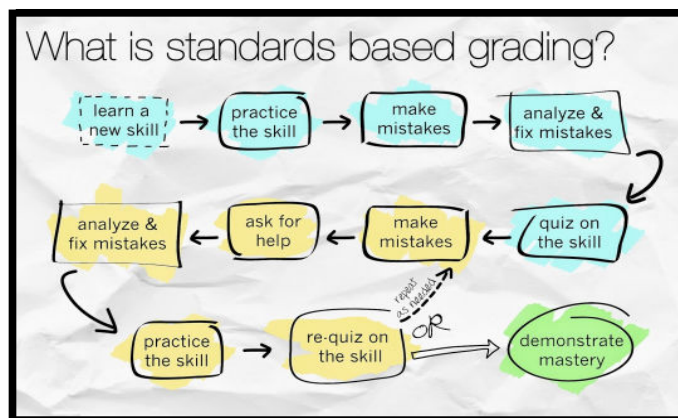 What is standards based grading?
learn a
new skill
practice
the skill
make
mistakes
analyze &
fix mistakes
analyze &
fix mistakes
ask for
help
make
mistakes
quiz on
the skill
repeat
as needed
OR
practice
the skill
re-quiz on
the skill
demonstrate
mastery